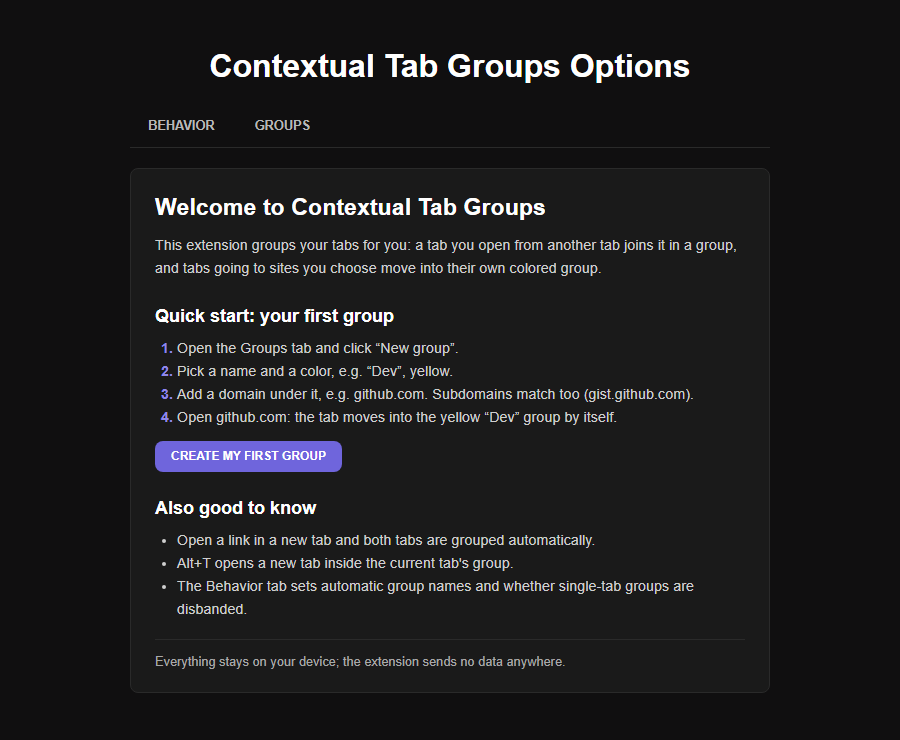 Contextual Tab Groups Options
BEHAVIOR
GROUPS
Welcome to Contextual Tab Groups
This extension groups your tabs for you: a tab you open from another tab joins it in a group,
and tabs going to sites you choose move into their own colored group.
Quick start: your first group
1. Open the Groups tab and click “New group”.
2. Pick a name and a color, e.g. “Dev”, yellow.
3. Add a domain under it, e.g. github.com. Subdomains match too (gist.github.com).
4. Open github.com: the tab moves into the yellow “Dev” group by itself.
CREATE MY FIRST GROUP
Also good to know
• Open a link in a new tab and both tabs are grouped automatically.
• Alt+T opens a new tab inside the current tab's group.
• The Behavior tab sets automatic group names and whether single-tab groups are
disbanded.
Everything stays on your device; the extension sends no data anywhere.